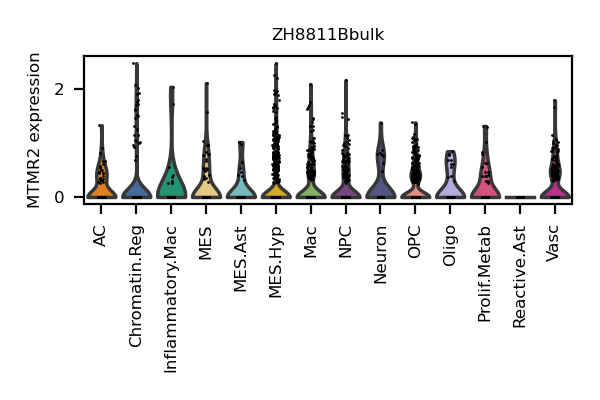 ZH8811Bbulk
MTMR2 expression
2
0
AC
Chromatin.Reg
Inflammatory.Mac
MES
MES.Ast
MES.Hyp
Mac
NPC
Neuron
OPC
Oligo
Prolif.Metab
Reactive.Ast
Vasc